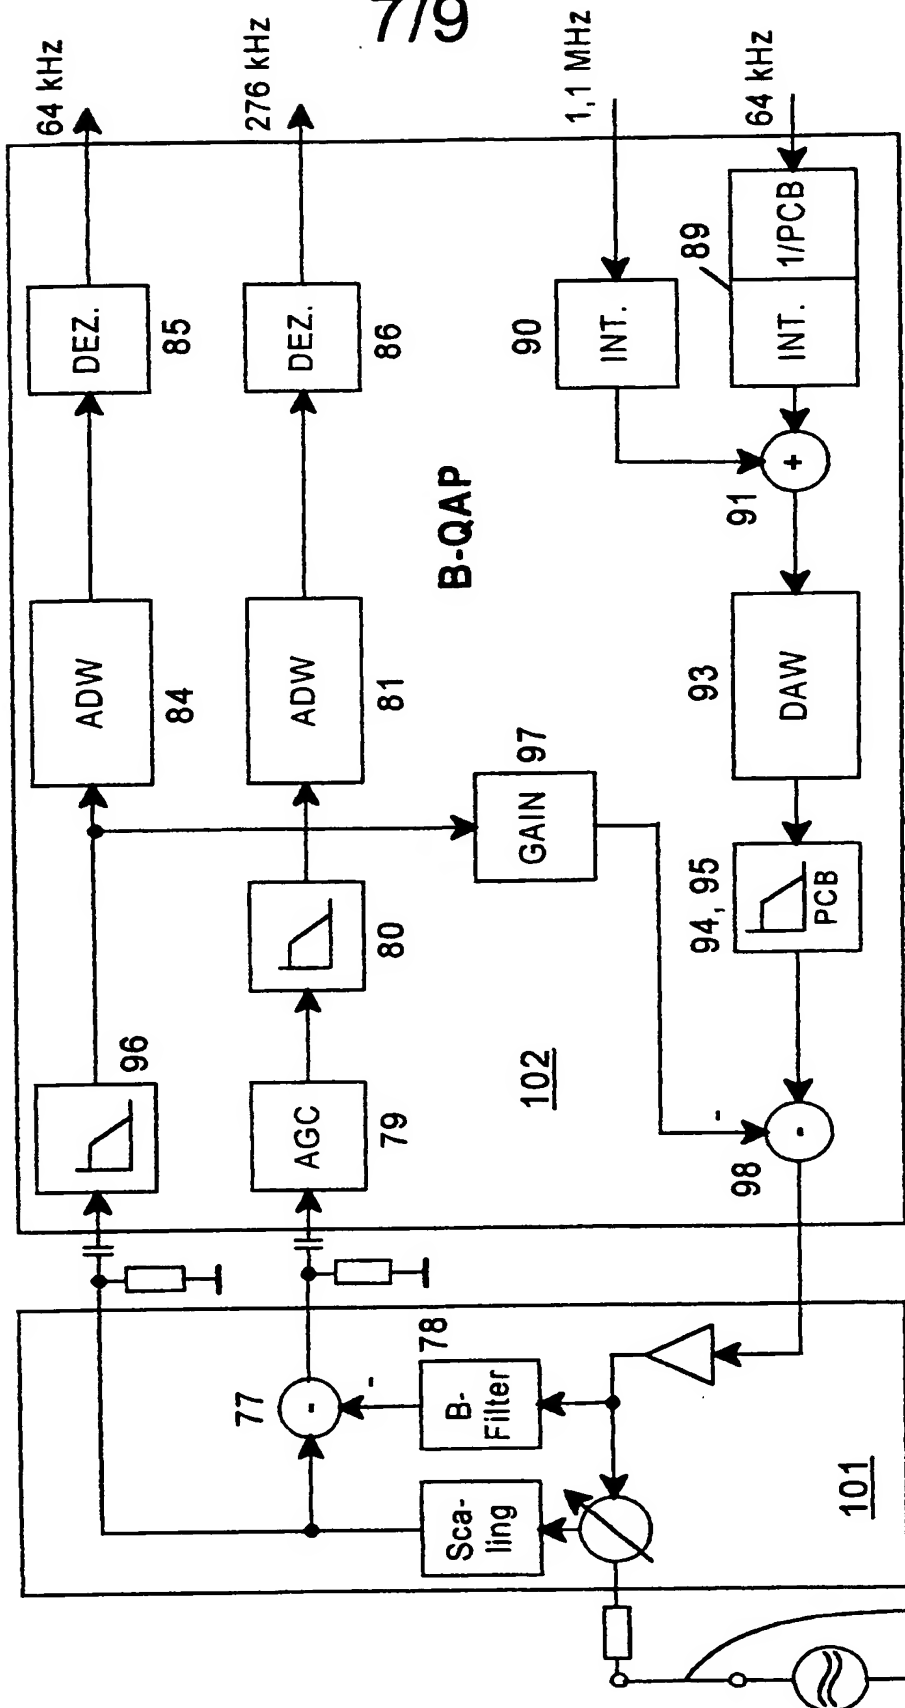 7/9
64 kHz
276 kHz
1,1 MHz
64 kHz
DEZ.
85
DEZ.
86
90
INT.
89
INT.
1/PCB
ADW
84
ADW
81
B-QAP
91
+
93
DAW
GAIN
97
94, 95
PCB
80
96
AGC
79
102
-
98
-
77
-
-
78
B-
Filter
Sca-
ling
101